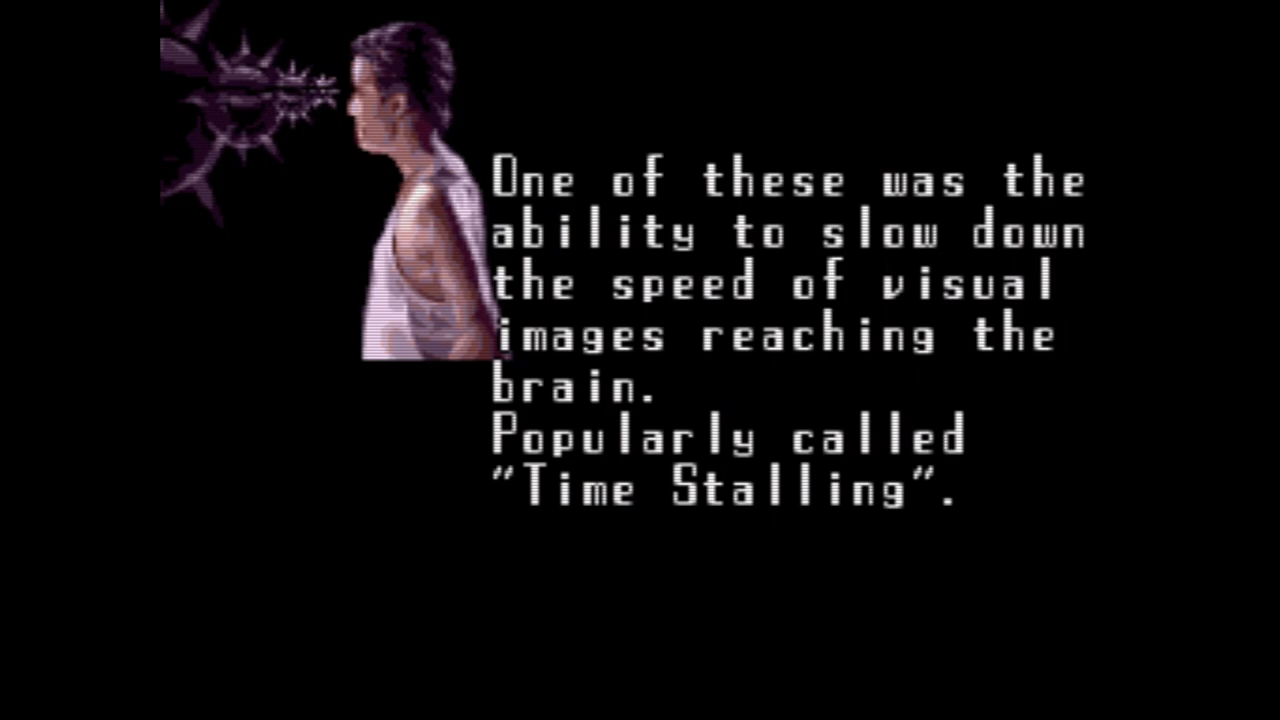 One of these was the
ability to slow down
the speed of visual
images reaching the
brain.
Popularly called
"Time Stalling".